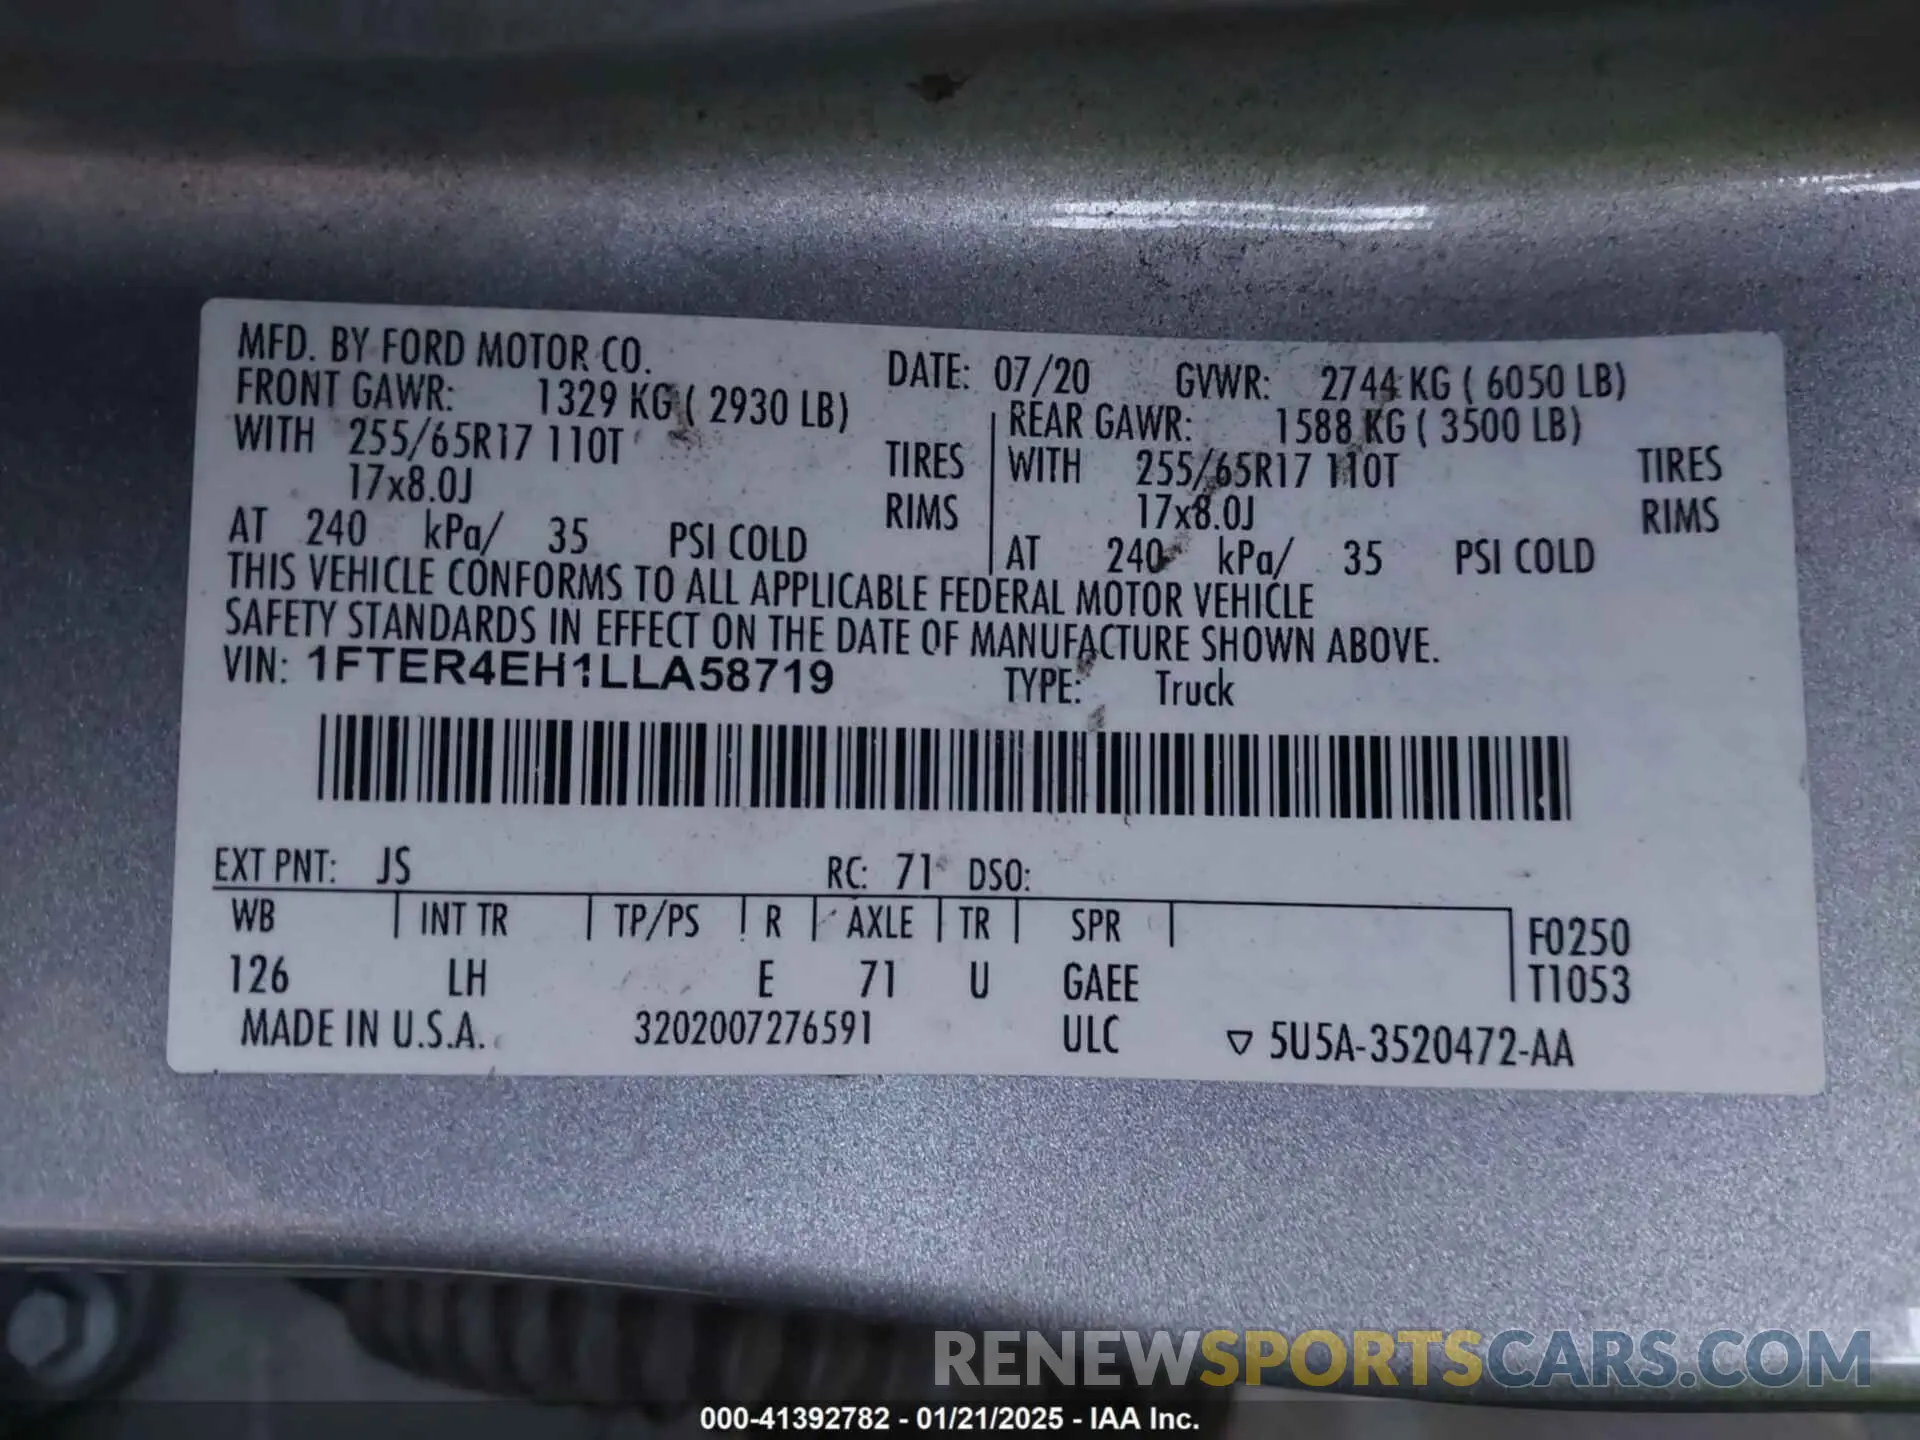 MFD. BY FORD MOTOR CO.
DATE: 07/20 GVWR: 2744 KG ( 6050 LB)
FRONT GAWR: 1329 KG ( 2930 LB)
REAR GAWR: 1588 KG ( 3500 LB)
WITH 255/65R17 110T TIRES
WITH 255/65R17 110T TIRES
17x8.0J RIMS
17x8.0J RIMS
AT 240 kPa/ 35 PSI COLD
AT 240 kPa/ 35 PSI COLD
THIS VEHICLE CONFORMS TO ALL APPLICABLE FEDERAL MOTOR VEHICLE
SAFETY STANDARDS IN EFFECT ON THE DATE OF MANUFACTURE SHOWN ABOVE.
VIN: 1FTER4EH1LLA58719 TYPE: Truck
EXT PNT: JS RC: 71 DSO:
WB INT TR TP/PS R AXLE TR SPR F0250
126 LH E 71 U GAEE T1053
MADE IN U.S.A. 3202007276591 ULC ▽ 5U5A-3520472-AA
RENEWSPORTSCARS.COM
000-41392782 - 01/21/2025 - IAA Inc.